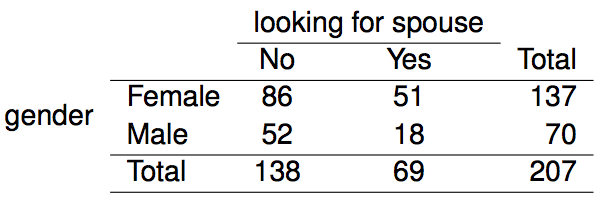 looking for spouse
No Yes Total
Female 86 51 137
gender
Male 52 18 70
Total 138 69 207